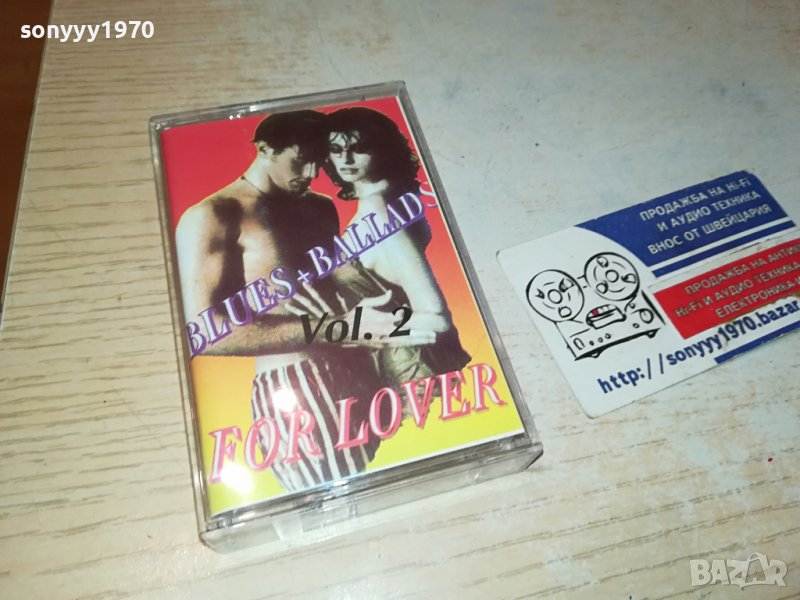 sonyyy1970
BLUES + BALLADS
Vol. 2
FOR LOVER
ПРОДАЖБА НА Hi-Fi
И АУДИО ТЕХНИКА
ВНОС ОТ ШВЕЙЦАРИЯ
ПРОДАЖБА НА
Hi-Fi И АУДИО ТЕХНИКА
ЕЛЕКТРОНИКА
http://sonyyy1970.bazar
BAZAR